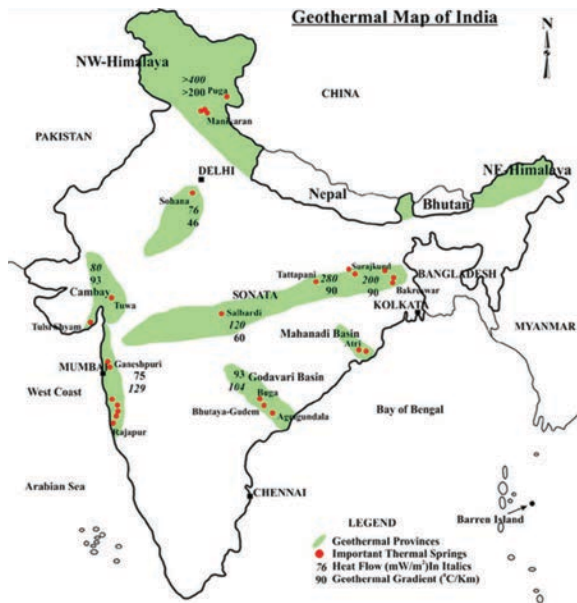 Geothermal Map of India
N
NW-Himalaya
>400
>200
Puga
Manikaran
CHINA
PAKISTAN
DELHI
NE-Himalaya
Nepal
Bhutan
Sohana
76
46
80
93
Cambay
Tuwa
Tulsi Shyam
Tattapani
280
90
Surajkund
200
90
Bakreswar
BANGLADESH
SONATA
KOLKATA
Salbardi
120
60
MYANMAR
Mahanadi Basin
Atri
MUMBAI
Ganeshpuri
75
129
West Coast
Rajapur
93
104
Godavari Basin
Buga
Bhutaya-Gudem
Agnigundala
Bay of Bengal
Arabian Sea
CHENNAI
Barren Island
LEGEND
Geothermal Provinces
Important Thermal Springs
76 Heat Flow (mW/m²)In Italics
90 Geothermal Gradient (°C/Km)